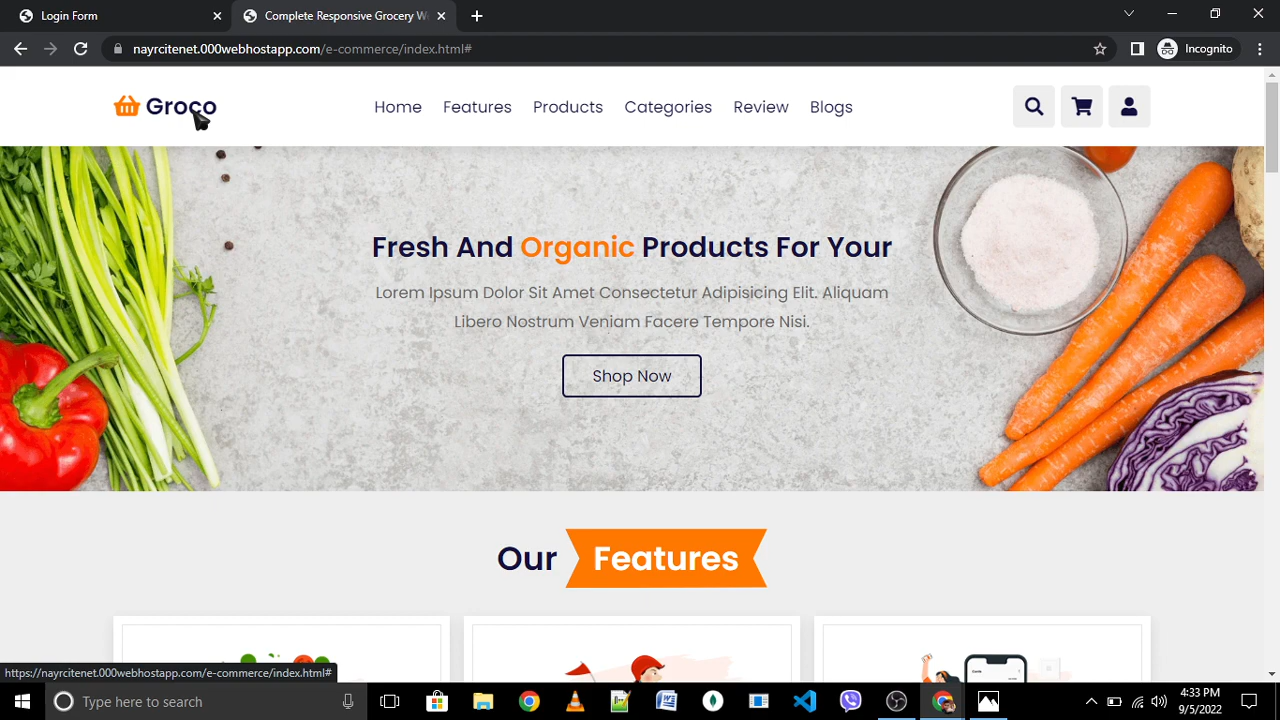 Login Form
Complete Responsive Grocery W
nayrcitenet.000webhostapp.com/e-commerce/index.html#
Incognito
Groco
Home
Features
Products
Categories
Review
Blogs
Fresh And Organic Products For Your
Lorem Ipsum Dolor Sit Amet Consectetur Adipisicing Elit. Aliquam
Libero Nostrum Veniam Facere Tempore Nisi.
Shop Now
Our Features
https://nayrcitenet.000webhostapp.com/e-commerce/index.html#
Type here to search
4:33 PM
9/5/2022